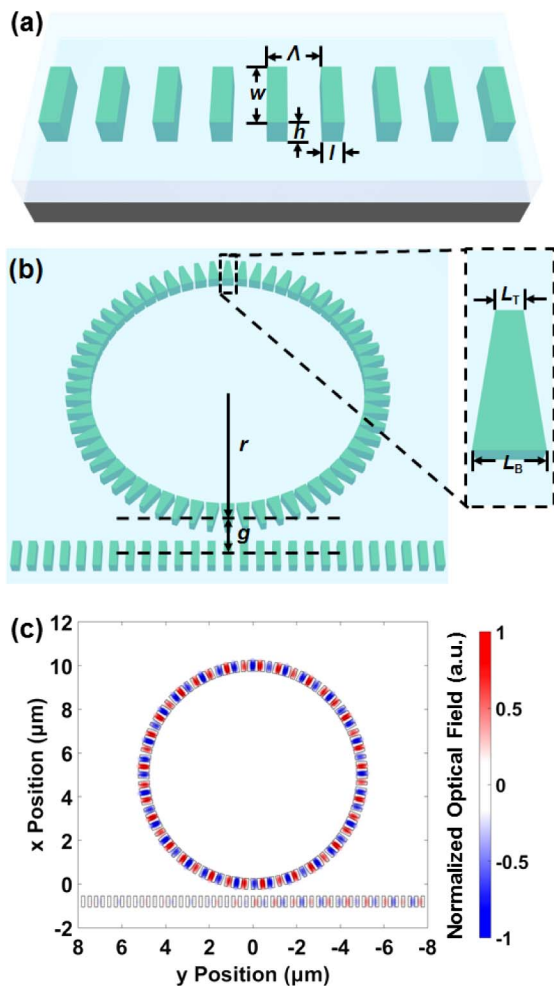 (a)
Λ
w
h
l
(b)
r
g
L_T
L_B
(c)
x Position (μm)
12
10
8
6
4
2
0
-2
8 6 4 2 0 -2 -4 -6 -8
y Position (μm)
Normalized Optical Field (a.u.)
1
0.5
0
-0.5
-1